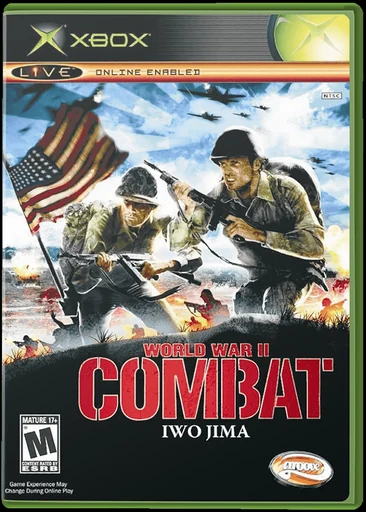 XBOX
LIVE ONLINE ENABLED
NTSC
WORLD WAR II
COMBAT
IWO JIMA
MATURE 17+
M
CONTENT RATED BY
ESRB
Game Experience May
Change During Online Play
groove